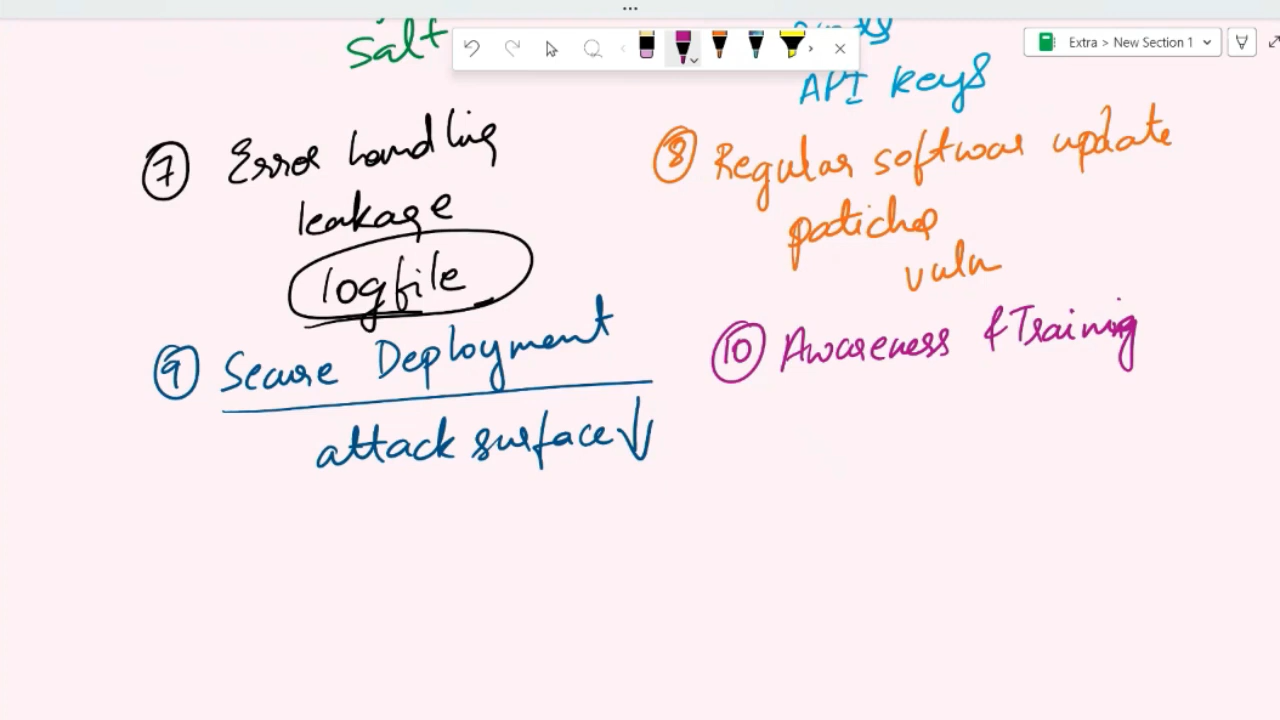 salt
Extra > New Section 1
API keys
⑦ Error handling
leakage
logfile
⑧ Regular softwar update
patiches
vuln
⑨ Secure Deployment
attack surface ↓
⑩ Awareness & Training